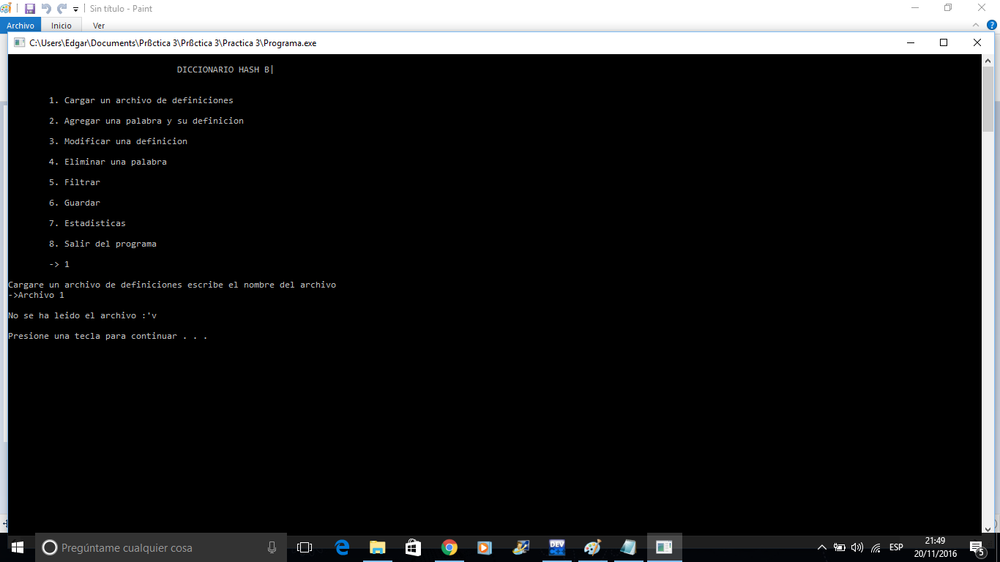 Sin título - Paint
Archivo Inicio Ver
C:\Users\Edgar\Documents\Prßctica 3\Prßctica 3\Practica 3\Programa.exe
DICCIONARIO HASH B|
1. Cargar un archivo de definiciones
2. Agregar una palabra y su definicion
3. Modificar una definicion
4. Eliminar una palabra
5. Filtrar
6. Guardar
7. Estadisticas
8. Salir del programa
-> 1
Cargare un archivo de definiciones escribe el nombre del archivo
->Archivo 1
No se ha leido el archivo :'v
Presione una tecla para continuar . . .
Pregúntame cualquier cosa
DEV
ESP
21:49
20/11/2016
5